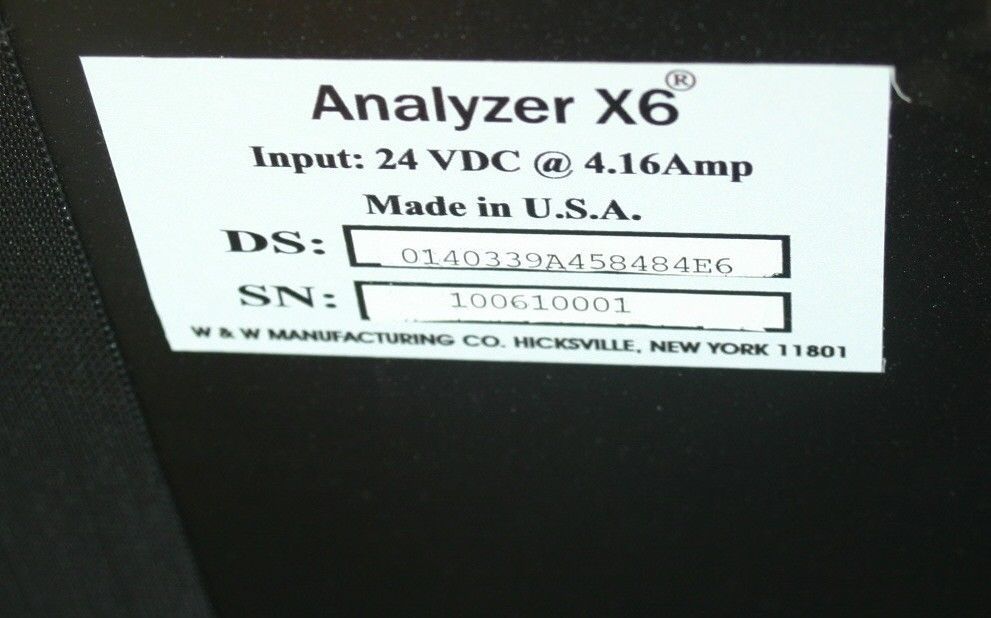 Analyzer X6®
Input: 24 VDC @ 4.16Amp
Made in U.S.A.
DS: 0140339A458484E6
SN: 100610001
W & W MANUFACTURING CO. HICKSVILLE, NEW YORK 11801